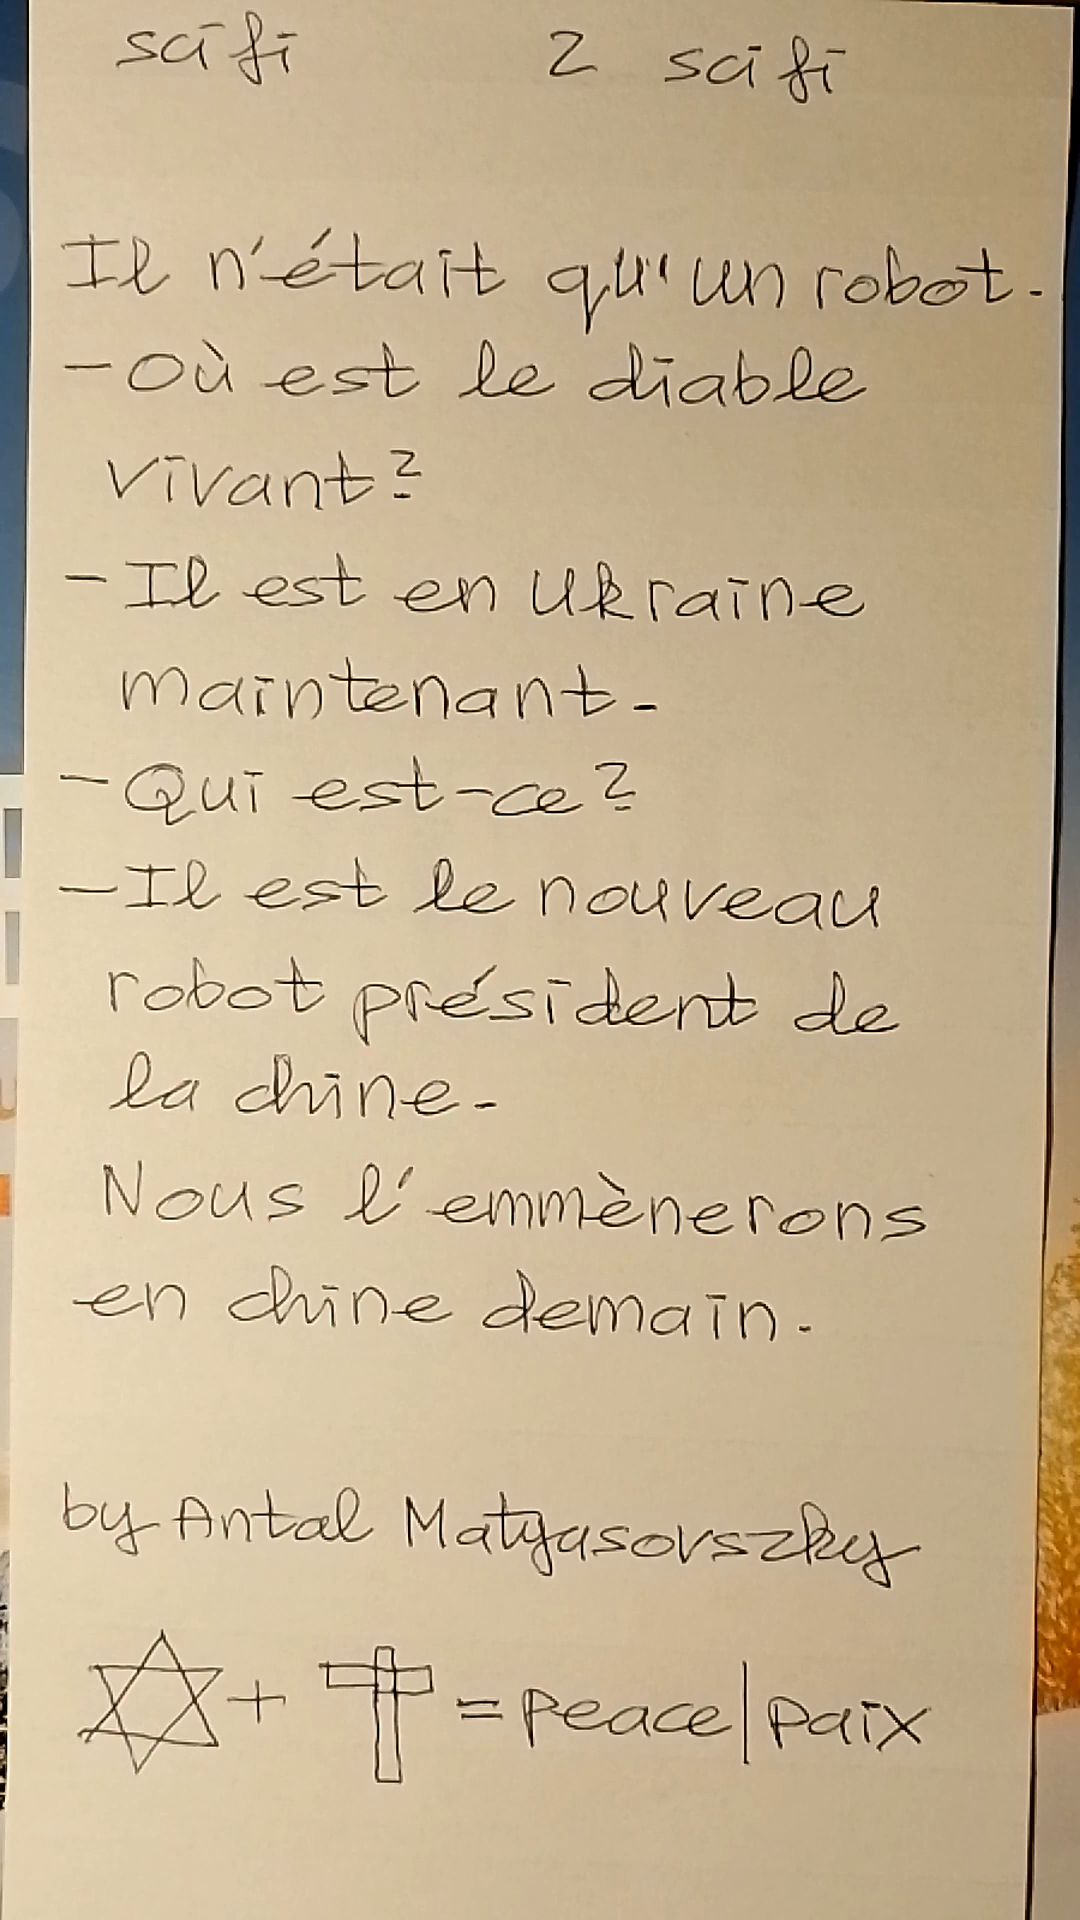 scifi 2 scifi
Il n'était qu'un robot.
- Où est le diable
vivant?
- Il est en Ukraine
maintenant.
- Qui est-ce?
- Il est le nouveau
robot président de
la chine.
Nous l'emmènerons
en chine demain.
by Antal Matyasovszky
✡ + ✝ = peace | paix